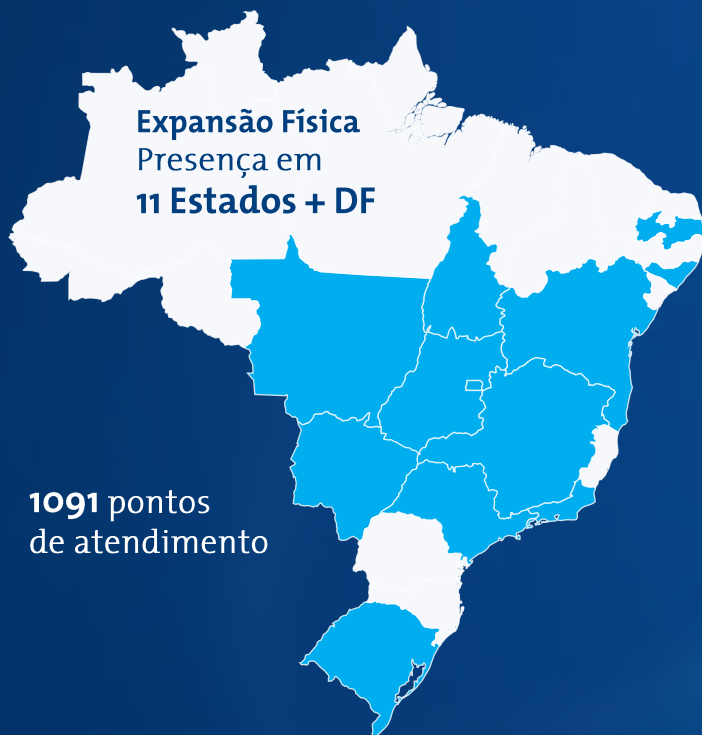 Expansão Física
Presença em
11 Estados + DF
1091 pontos
de atendimento